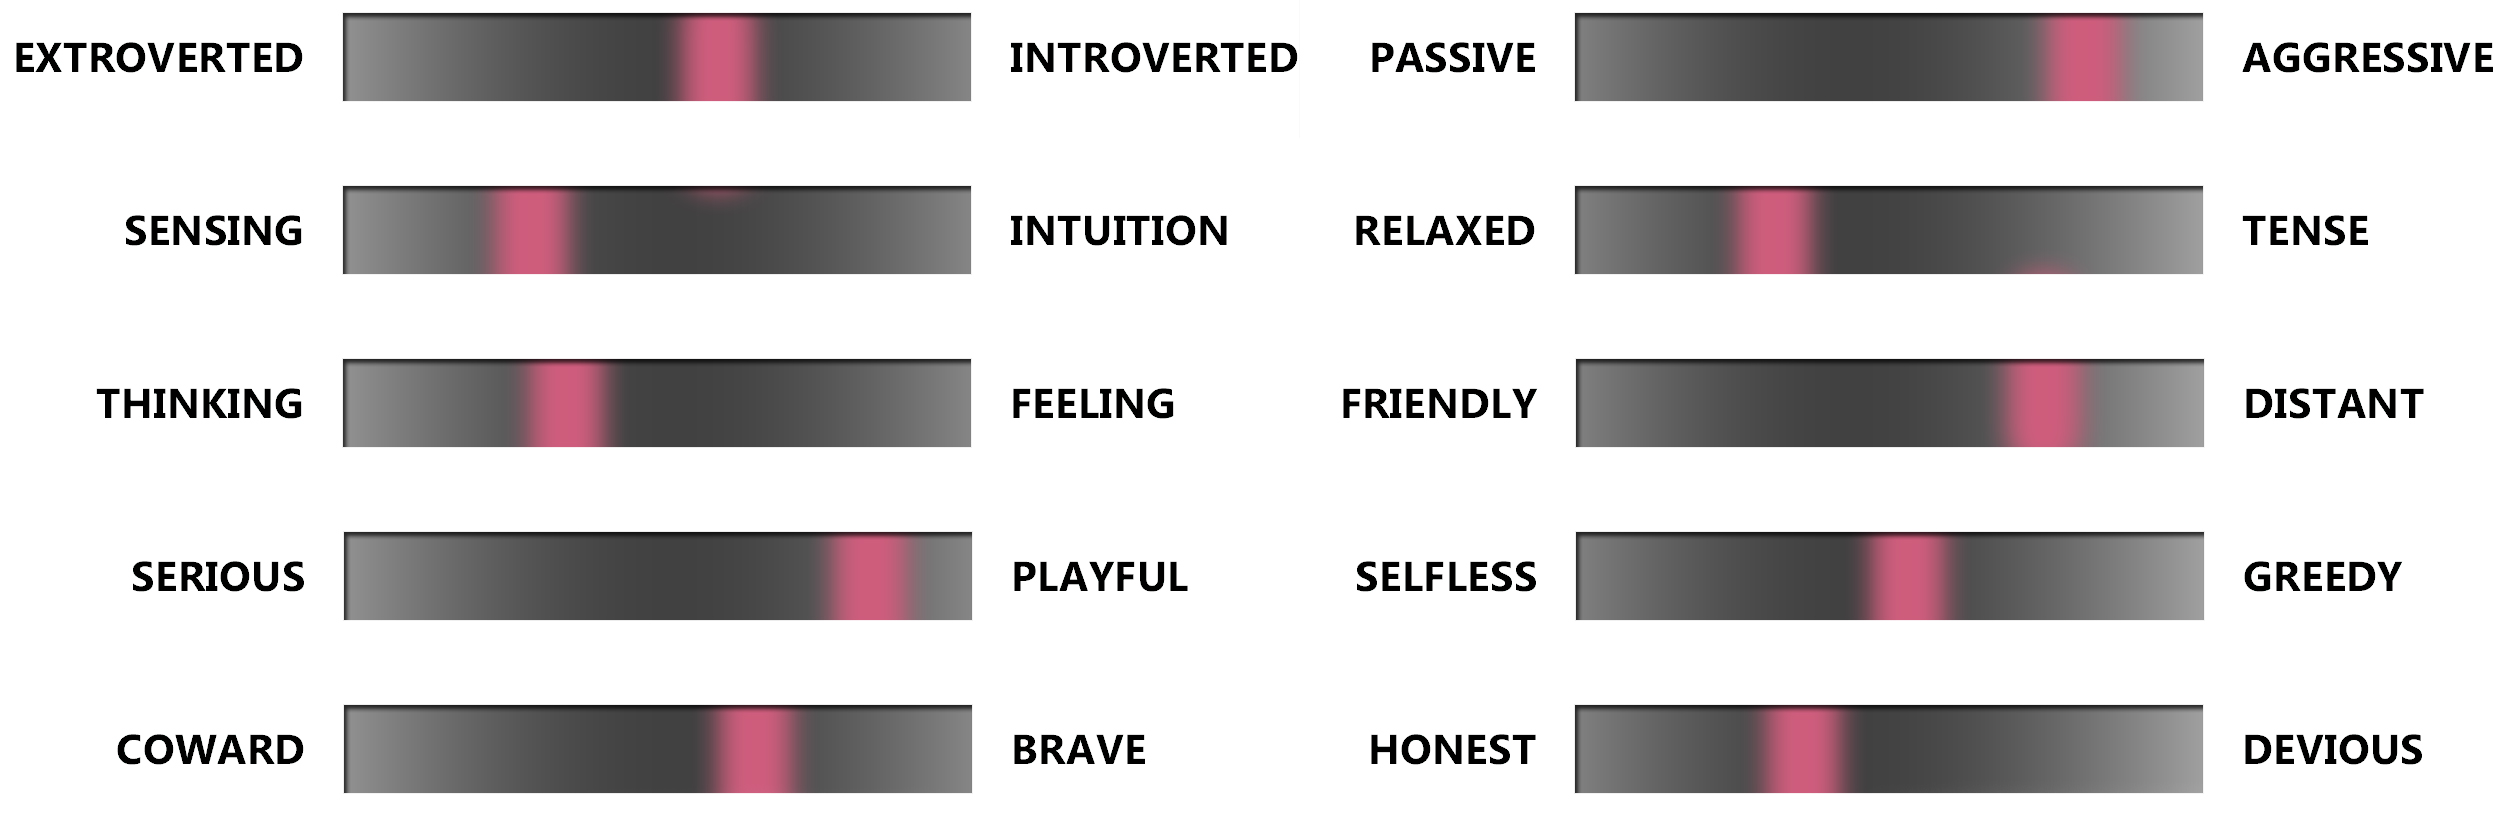 EXTROVERTED INTROVERTED
SENSING INTUITION
THINKING FEELING
SERIOUS PLAYFUL
COWARD BRAVE
PASSIVE AGGRESSIVE
RELAXED TENSE
FRIENDLY DISTANT
SELFLESS GREEDY
HONEST DEVIOUS